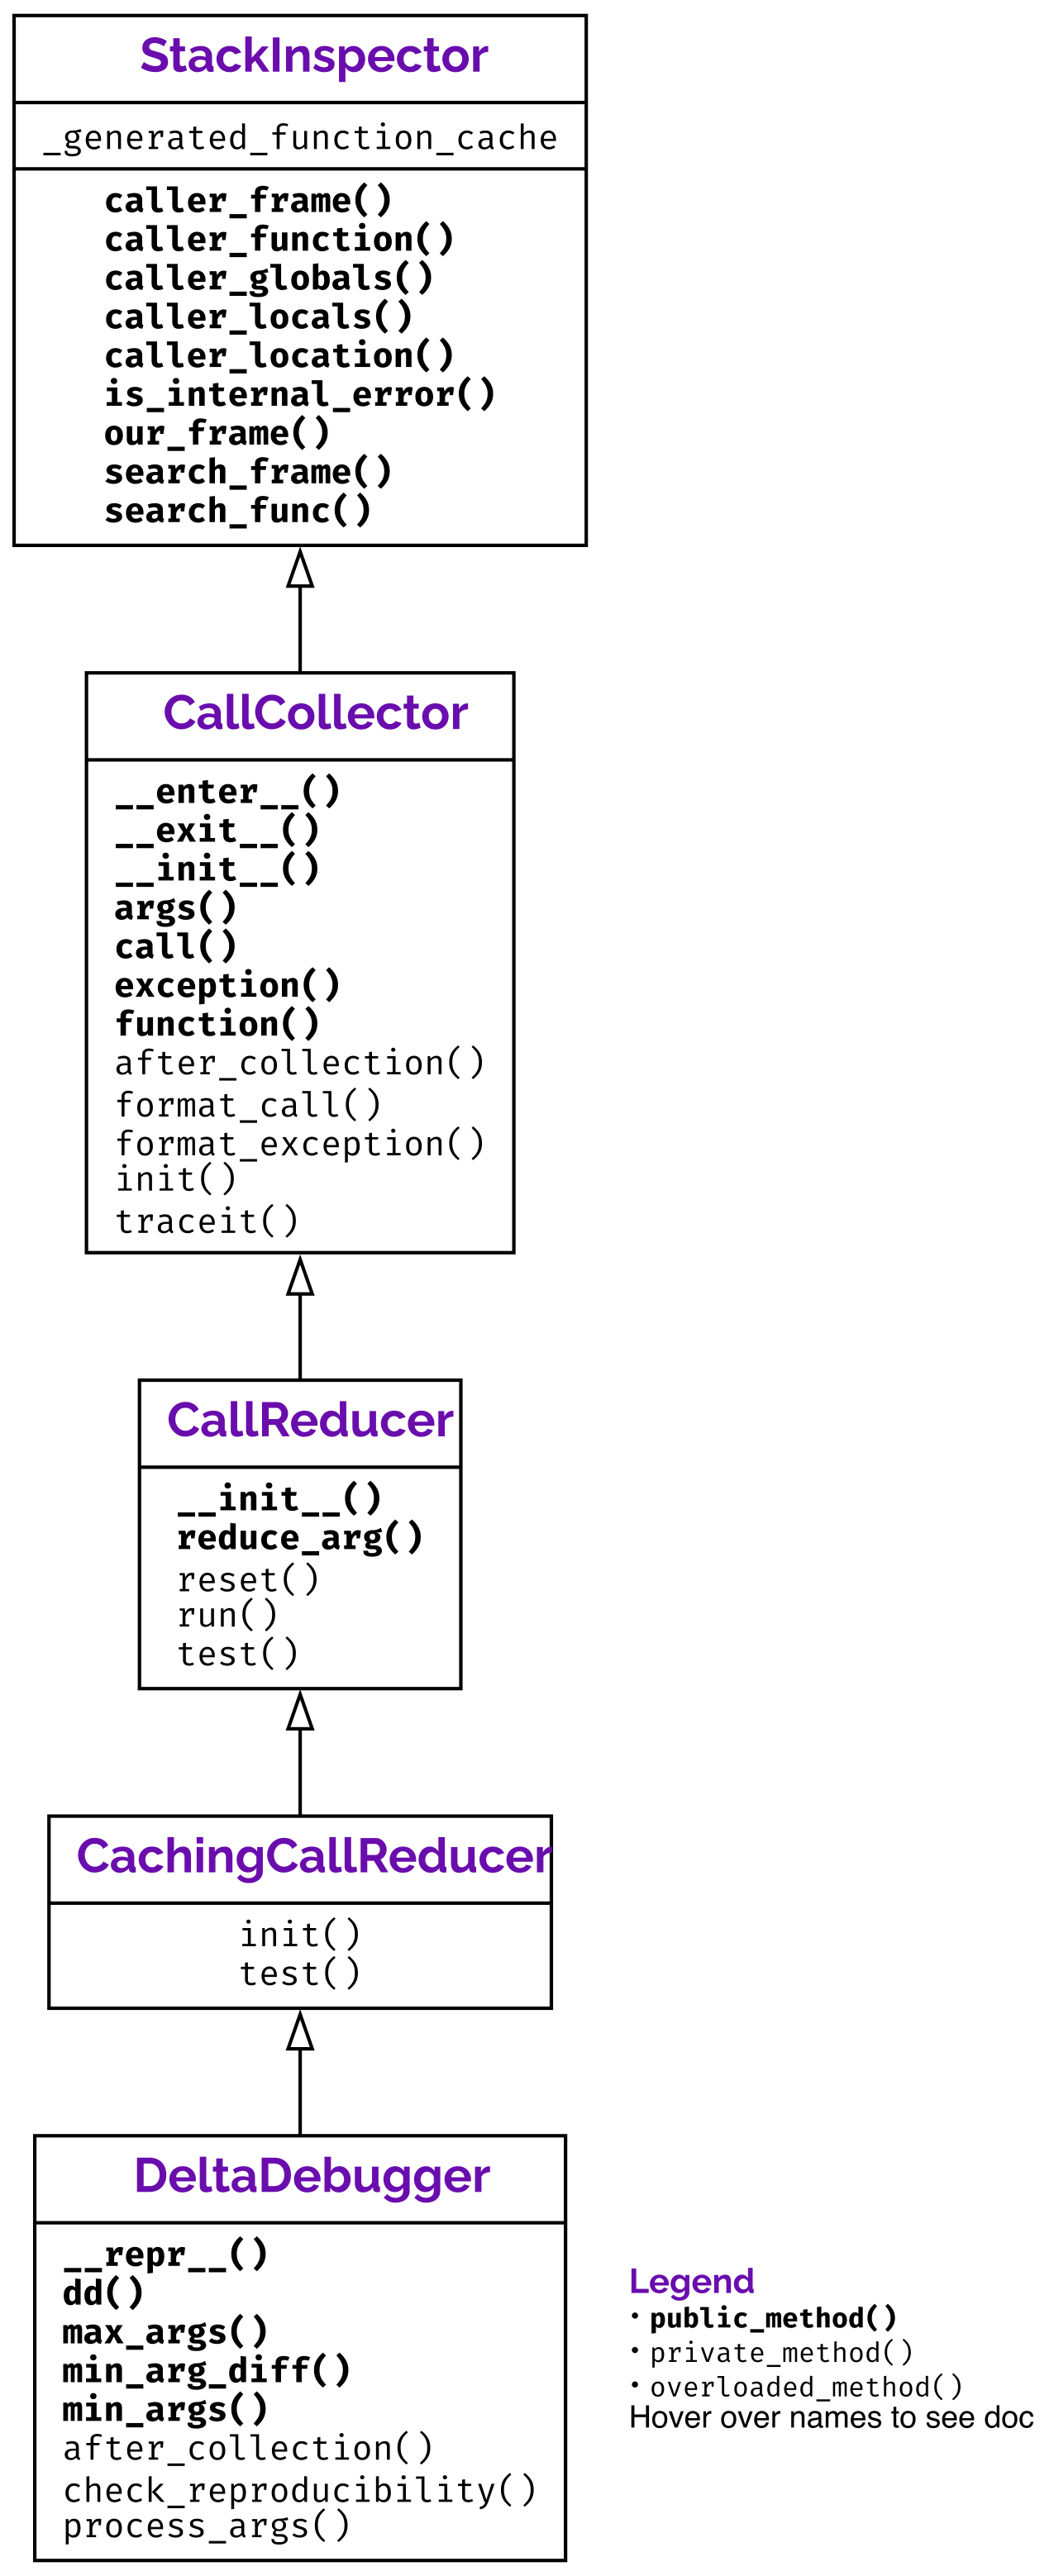 StackInspector
_generated_function_cache
caller_frame()
caller_function()
caller_globals()
caller_locals()
caller_location()
is_internal_error()
our_frame()
search_frame()
search_func()
CallCollector
__enter__()
__exit__()
__init__()
args()
call()
exception()
function()
after_collection()
format_call()
format_exception()
init()
traceit()
CallReducer
__init__()
reduce_arg()
reset()
run()
test()
CachingCallReducer
init()
test()
DeltaDebugger
__repr__()
dd()
max_args()
min_arg_diff()
min_args()
after_collection()
check_reproducibility()
process_args()
Legend
• public_method()
• private_method()
• overloaded_method()
Hover over names to see doc